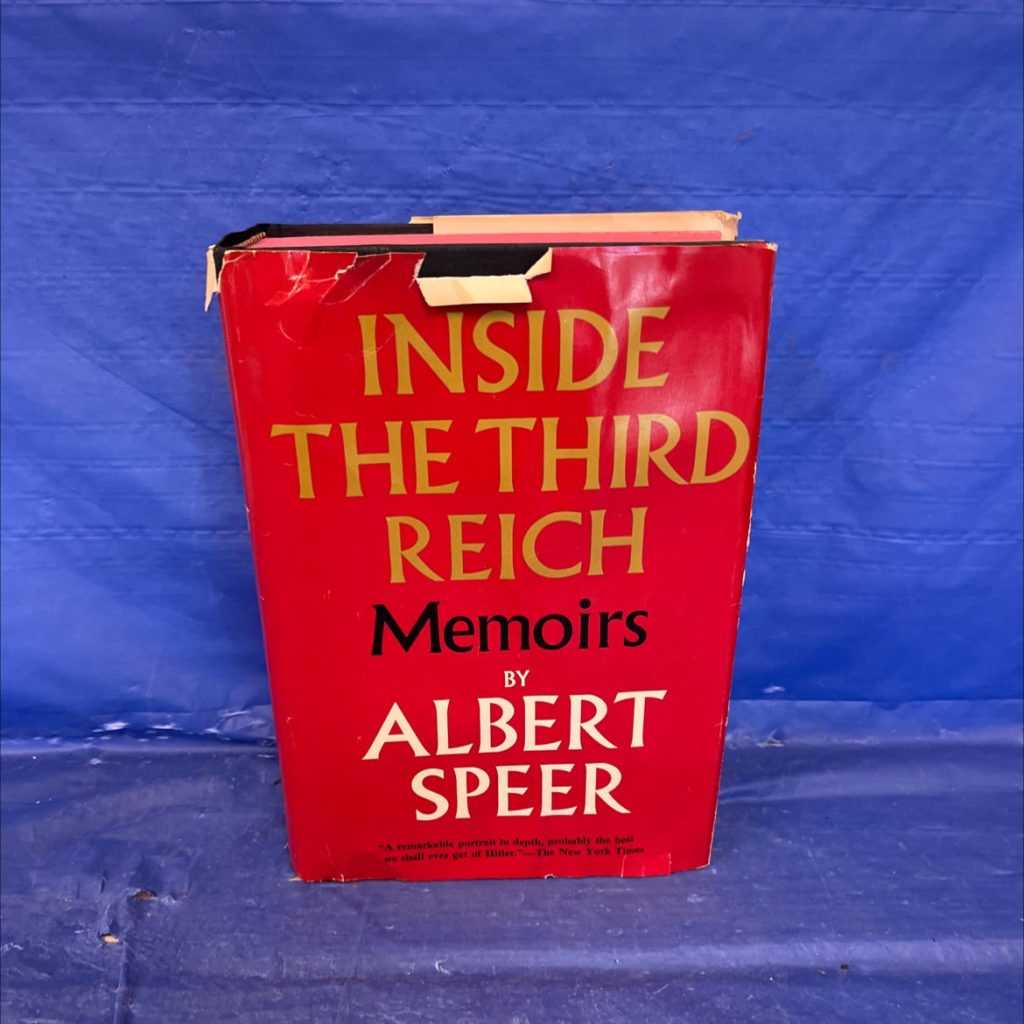 INSIDE
THE THIRD
REICH
Memoirs
BY
ALBERT
SPEER
"A remarkable portrait in depth, probably the best
we shall ever get of Hitler."—The New York Times